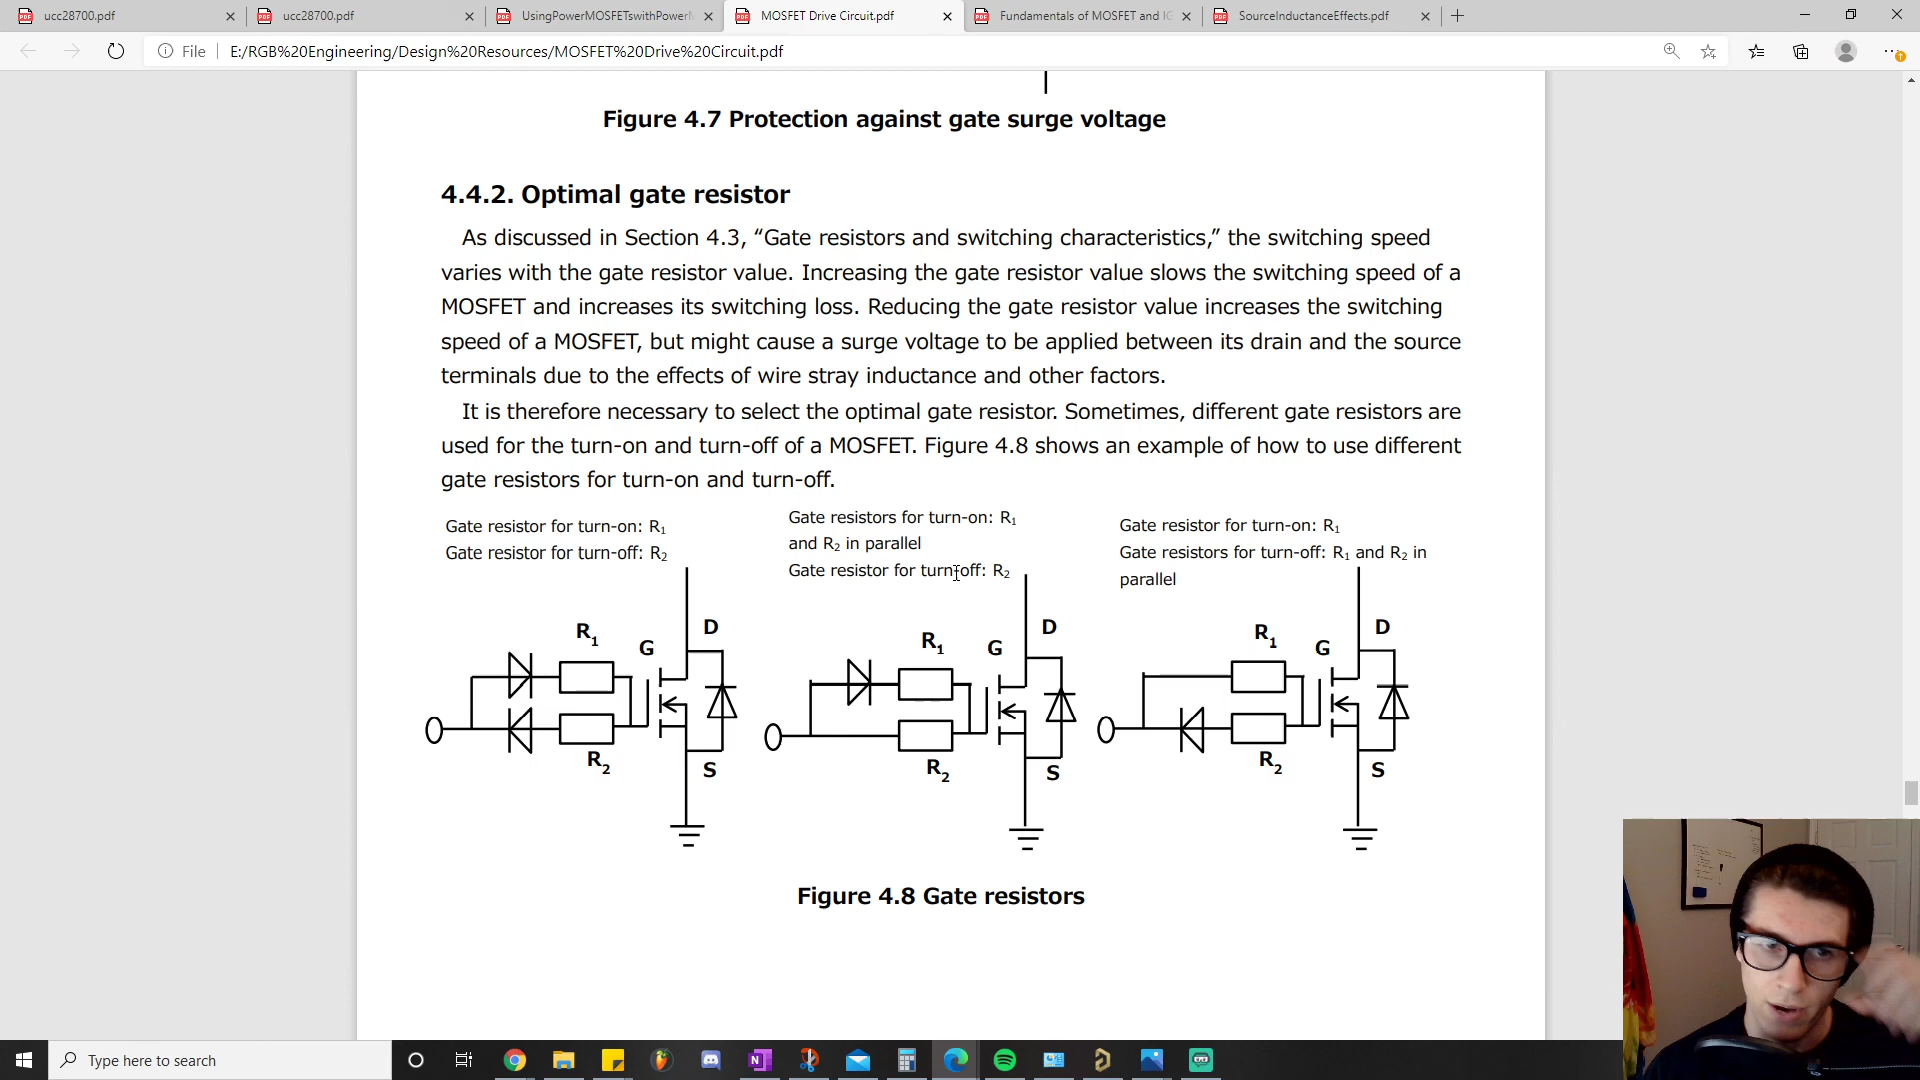 ucc28700.pdf
ucc28700.pdf
UsingPowerMOSFETswithPower
MOSFET Drive Circuit.pdf
Fundamentals of MOSFET and IG
SourceInductanceEffects.pdf
File
E:/RGB%20Engineering/Design%20Resources/MOSFET%20Drive%20Circuit.pdf
Figure 4.7 Protection against gate surge voltage
4.4.2. Optimal gate resistor
As discussed in Section 4.3, “Gate resistors and switching characteristics,” the switching speed
varies with the gate resistor value. Increasing the gate resistor value slows the switching speed of a
MOSFET and increases its switching loss. Reducing the gate resistor value increases the switching
speed of a MOSFET, but might cause a surge voltage to be applied between its drain and the source
terminals due to the effects of wire stray inductance and other factors.
It is therefore necessary to select the optimal gate resistor. Sometimes, different gate resistors are
used for the turn-on and turn-off of a MOSFET. Figure 4.8 shows an example of how to use different
gate resistors for turn-on and turn-off.
Gate resistor for turn-on: R1
Gate resistor for turn-off: R2
Gate resistors for turn-on: R1
and R2 in parallel
Gate resistor for turn-off: R2
Gate resistor for turn-on: R1
Gate resistors for turn-off: R1 and R2 in
parallel
R1
G
D
R2
S
R1
G
D
R2
S
R1
G
D
R2
S
Figure 4.8 Gate resistors
Type here to search